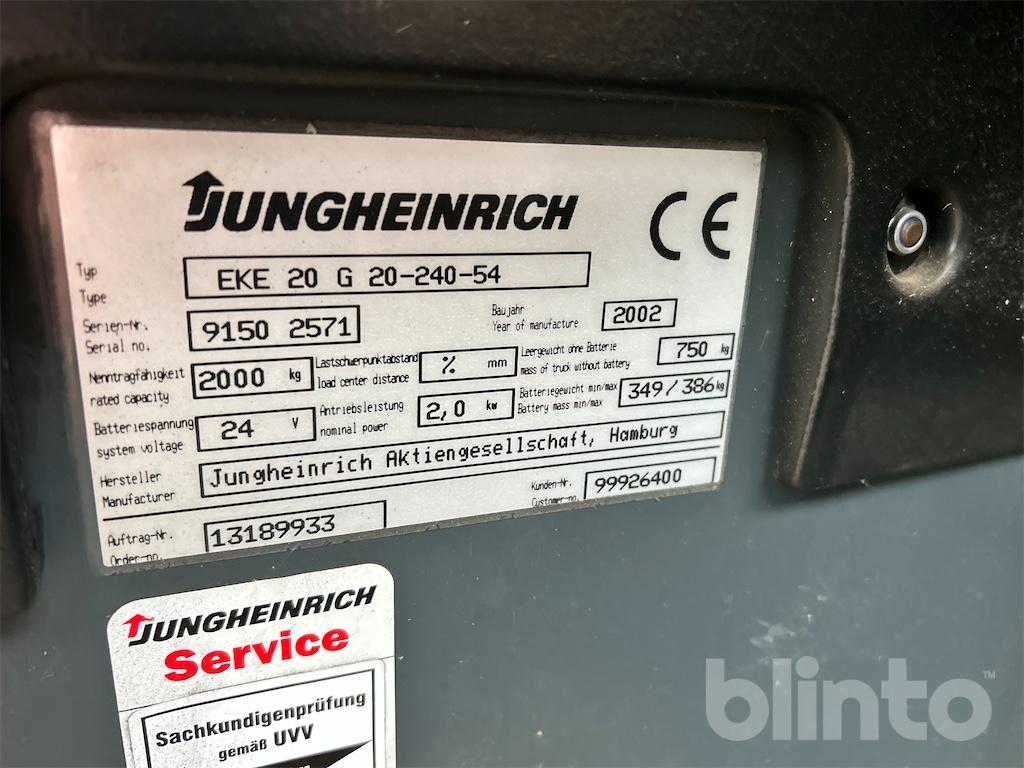 JUNGHEINRICH
CE
Typ
Type
EKE 20 G 20-240-54
Serien-Nr.
Serial no.
9150 2571
Baujahr
Year of manufacture
2002
Nenntragfähigkeit
rated capacity
2000 kg
Lastschwerpunktabstand
load center distance
% mm
Leergewicht ohne Batterie
mass of truck without battery
750 kg
Batteriespannung
system voltage
24 V
Antriebsleistung
nominal power
2,0 kw
Batteriegewicht min/max
Battery mass min/max
349/386 kg
Hersteller
Manufacturer
Jungheinrich Aktiengesellschaft, Hamburg
Auftrag-Nr.
Order-no.
13189933
Kunden-Nr.
Customer-no.
99926400
JUNGHEINRICH
Service
Sachkundigenprüfung
gemäß UVV
blinto™